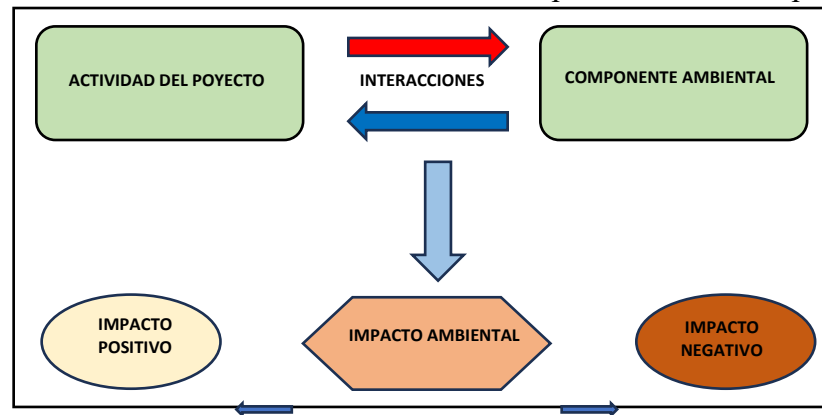 ACTIVIDAD DEL POYECTO
INTERACCIONES
COMPONENTE AMBIENTAL
IMPACTO
POSITIVO
IMPACTO AMBIENTAL
IMPACTO
NEGATIVO